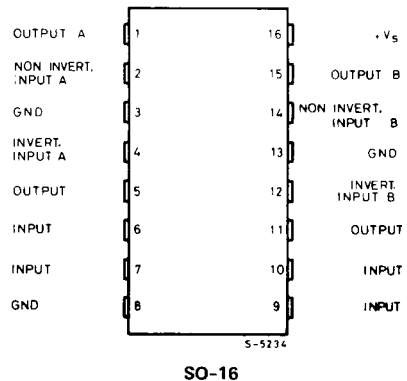 OUTPUT A
NON INVERT.
INPUT A
GND
INVERT.
INPUT A
OUTPUT
INPUT
INPUT
GND
1
2
3
4
5
6
7
8
16
15
14
13
12
11
10
9
+VS
OUTPUT B
NON INVERT.
INPUT B
GND
INVERT.
INPUT B
OUTPUT
INPUT
INPUT
S-5234
SO-16